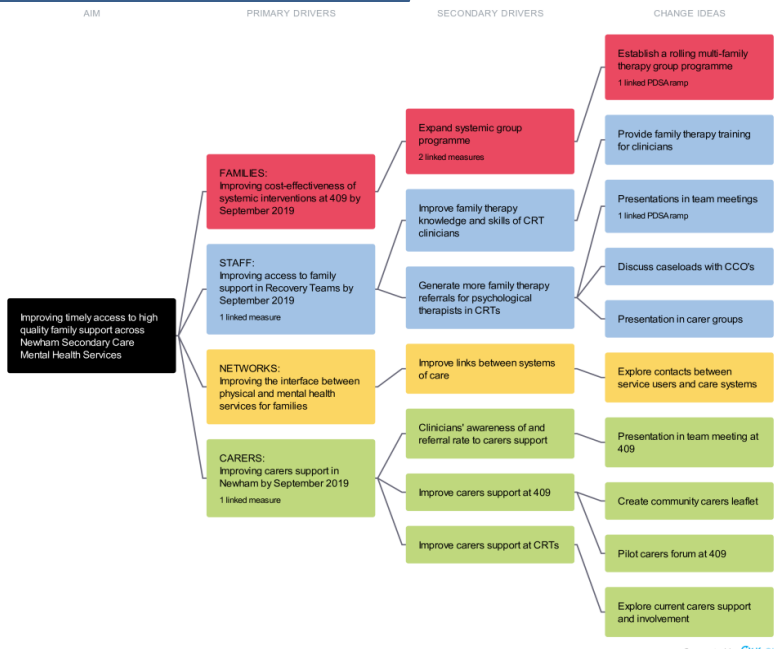 AIM
PRIMARY DRIVERS
SECONDARY DRIVERS
CHANGE IDEAS
Improving timely access to high
quality family support across
Newham Secondary Care
Mental Health Services
FAMILIES:
Improving cost-effectiveness of
systemic interventions at 409 by
September 2019
STAFF:
Improving access to family
support in Recovery Teams by
September 2019
1 linked measure
NETWORKS:
Improving the interface between
physical and mental health
services for families
CARERS:
Improving carers support in
Newham by September 2019
1 linked measure
Expand systemic group
programme
2 linked measures
Improve family therapy
knowledge and skills of CRT
clinicians
Generate more family therapy
referrals for psychological
therapists in CRTs
Improve links between systems
of care
Clinicians' awareness of and
referral rate to carers support
Improve carers support at 409
Improve carers support at CRTs
Establish a rolling multi-family
therapy group programme
1 linked PDSA ramp
Provide family therapy training
for clinicians
Presentations in team meetings
1 linked PDSA ramp
Discuss caseloads with CCO's
Presentation in carer groups
Explore contacts between
service users and care systems
Presentation in team meeting at
409
Create community carers leaflet
Pilot carers forum at 409
Explore current carers support
and involvement